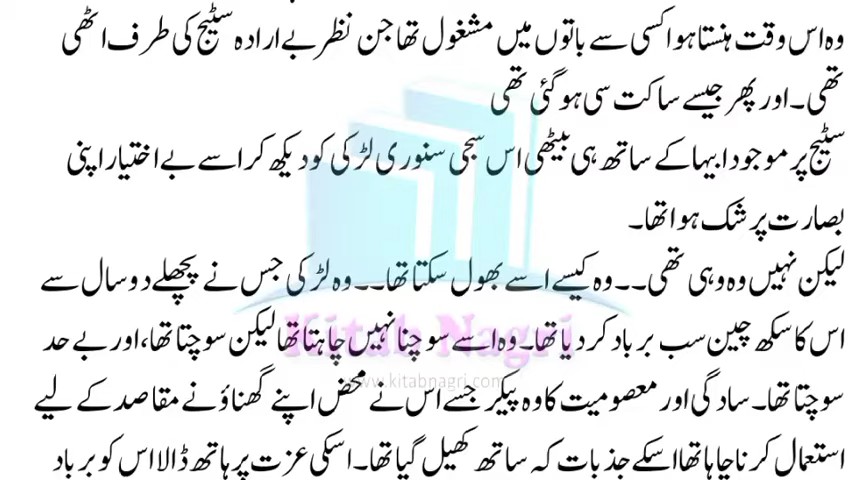 وہ اس وقت ہنستا ہوا کسی سے باتوں میں مشغول تھا جن نظر بے ارادہ سٹیج کی طرف اٹھی
تھی۔ اور پھر جیسے ساکت سی ہو گئی تھی
سٹیج پر موجود ابیہا کے ساتھ ہی بیٹھی اس سجی سنوری لڑکی کو دیکھ کر اسے بے اختیار اپنی
بصارت پر شک ہوا تھا۔
لیکن نہیں وہ وہی تھی۔۔ وہ کیسے اسے بھول سکتا تھا۔۔ وہ لڑکی جس نے پچھلے دو سال سے
اس کا سکھ چین سب برباد کر دیا تھا۔ وہ اسے سوچنا نہیں چاہتا تھا لیکن سوچتا تھا، اور بے حد
سوچتا تھا۔ سادگی اور معصومیت کا وہ پیکر جسے اس نے محض اپنے گھناؤنے مقاصد کے لیے
استعمال کرنا چاہا تھا اسکے جذبات کہ ساتھ کھیل گیا تھا۔ اسکی عزت پر ہاتھ ڈالا اس کو برباد
Kitab Nagri
www.kitabnagri.com